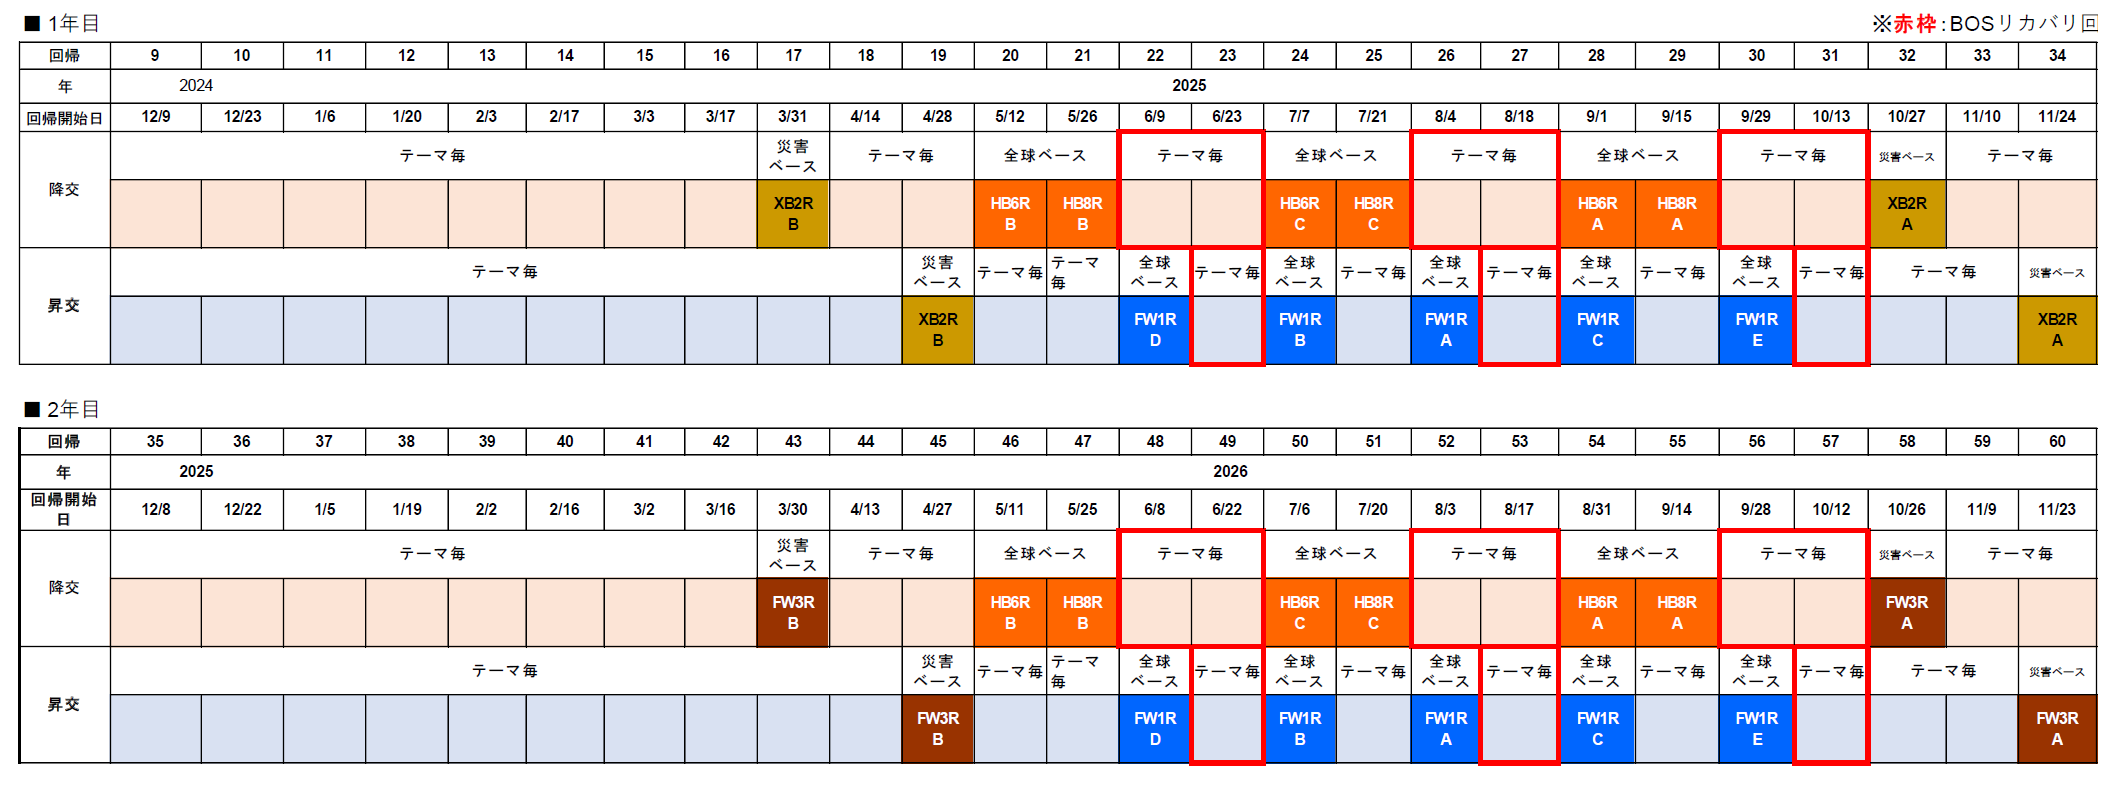 ■ 1年目
※赤枠：BOSリカバリ回
回帰 9 10 11 12 13 14 15 16 17 18 19 20 21 22 23 24 25 26 27 28 29 30 31 32 33 34
年 2024 2025
回帰開始日 12/9 12/23 1/6 1/20 2/3 2/17 3/3 3/17 3/31 4/14 4/28 5/12 5/26 6/9 6/23 7/7 7/21 8/4 8/18 9/1 9/15 9/29 10/13 10/27 11/10 11/24
降交
テーマ毎 災害 テーマ毎 全球ベース テーマ毎 全球ベース テーマ毎 全球ベース テーマ毎 災害ベース テーマ毎
ベース
XB2R HB6R HB8R HB6R HB8R HB6R HB8R XB2R
B B B C C A A A
昇交
テーマ毎 災害 テーマ毎 テーマ 全球 テーマ毎 全球 テーマ毎 全球 テーマ毎 全球 テーマ毎 全球 テーマ毎 テーマ毎 災害ベース
ベース 毎 ベース ベース ベース ベース ベース
XB2R FW1R FW1R FW1R FW1R FW1R XB2R
B D B A C E A
■ 2年目
回帰 35 36 37 38 39 40 41 42 43 44 45 46 47 48 49 50 51 52 53 54 55 56 57 58 59 60
年 2025 2026
回帰開始 12/8 12/22 1/5 1/19 2/2 2/16 3/2 3/16 3/30 4/13 4/27 5/11 5/25 6/8 6/22 7/6 7/20 8/3 8/17 8/31 9/14 9/28 10/12 10/26 11/9 11/23
日
降交
テーマ毎 災害 テーマ毎 全球ベース テーマ毎 全球ベース テーマ毎 全球ベース テーマ毎 災害ベース テーマ毎
ベース
FW3R HB6R HB8R HB6R HB8R HB6R HB8R FW3R
B B B C C A A A
昇交
テーマ毎 災害 テーマ毎 テーマ 全球 テーマ毎 全球 テーマ毎 全球 テーマ毎 全球 テーマ毎 全球 テーマ毎 テーマ毎 災害ベース
ベース 毎 ベース ベース ベース ベース ベース
FW3R FW1R FW1R FW1R FW1R FW1R FW3R
B D B A C E A